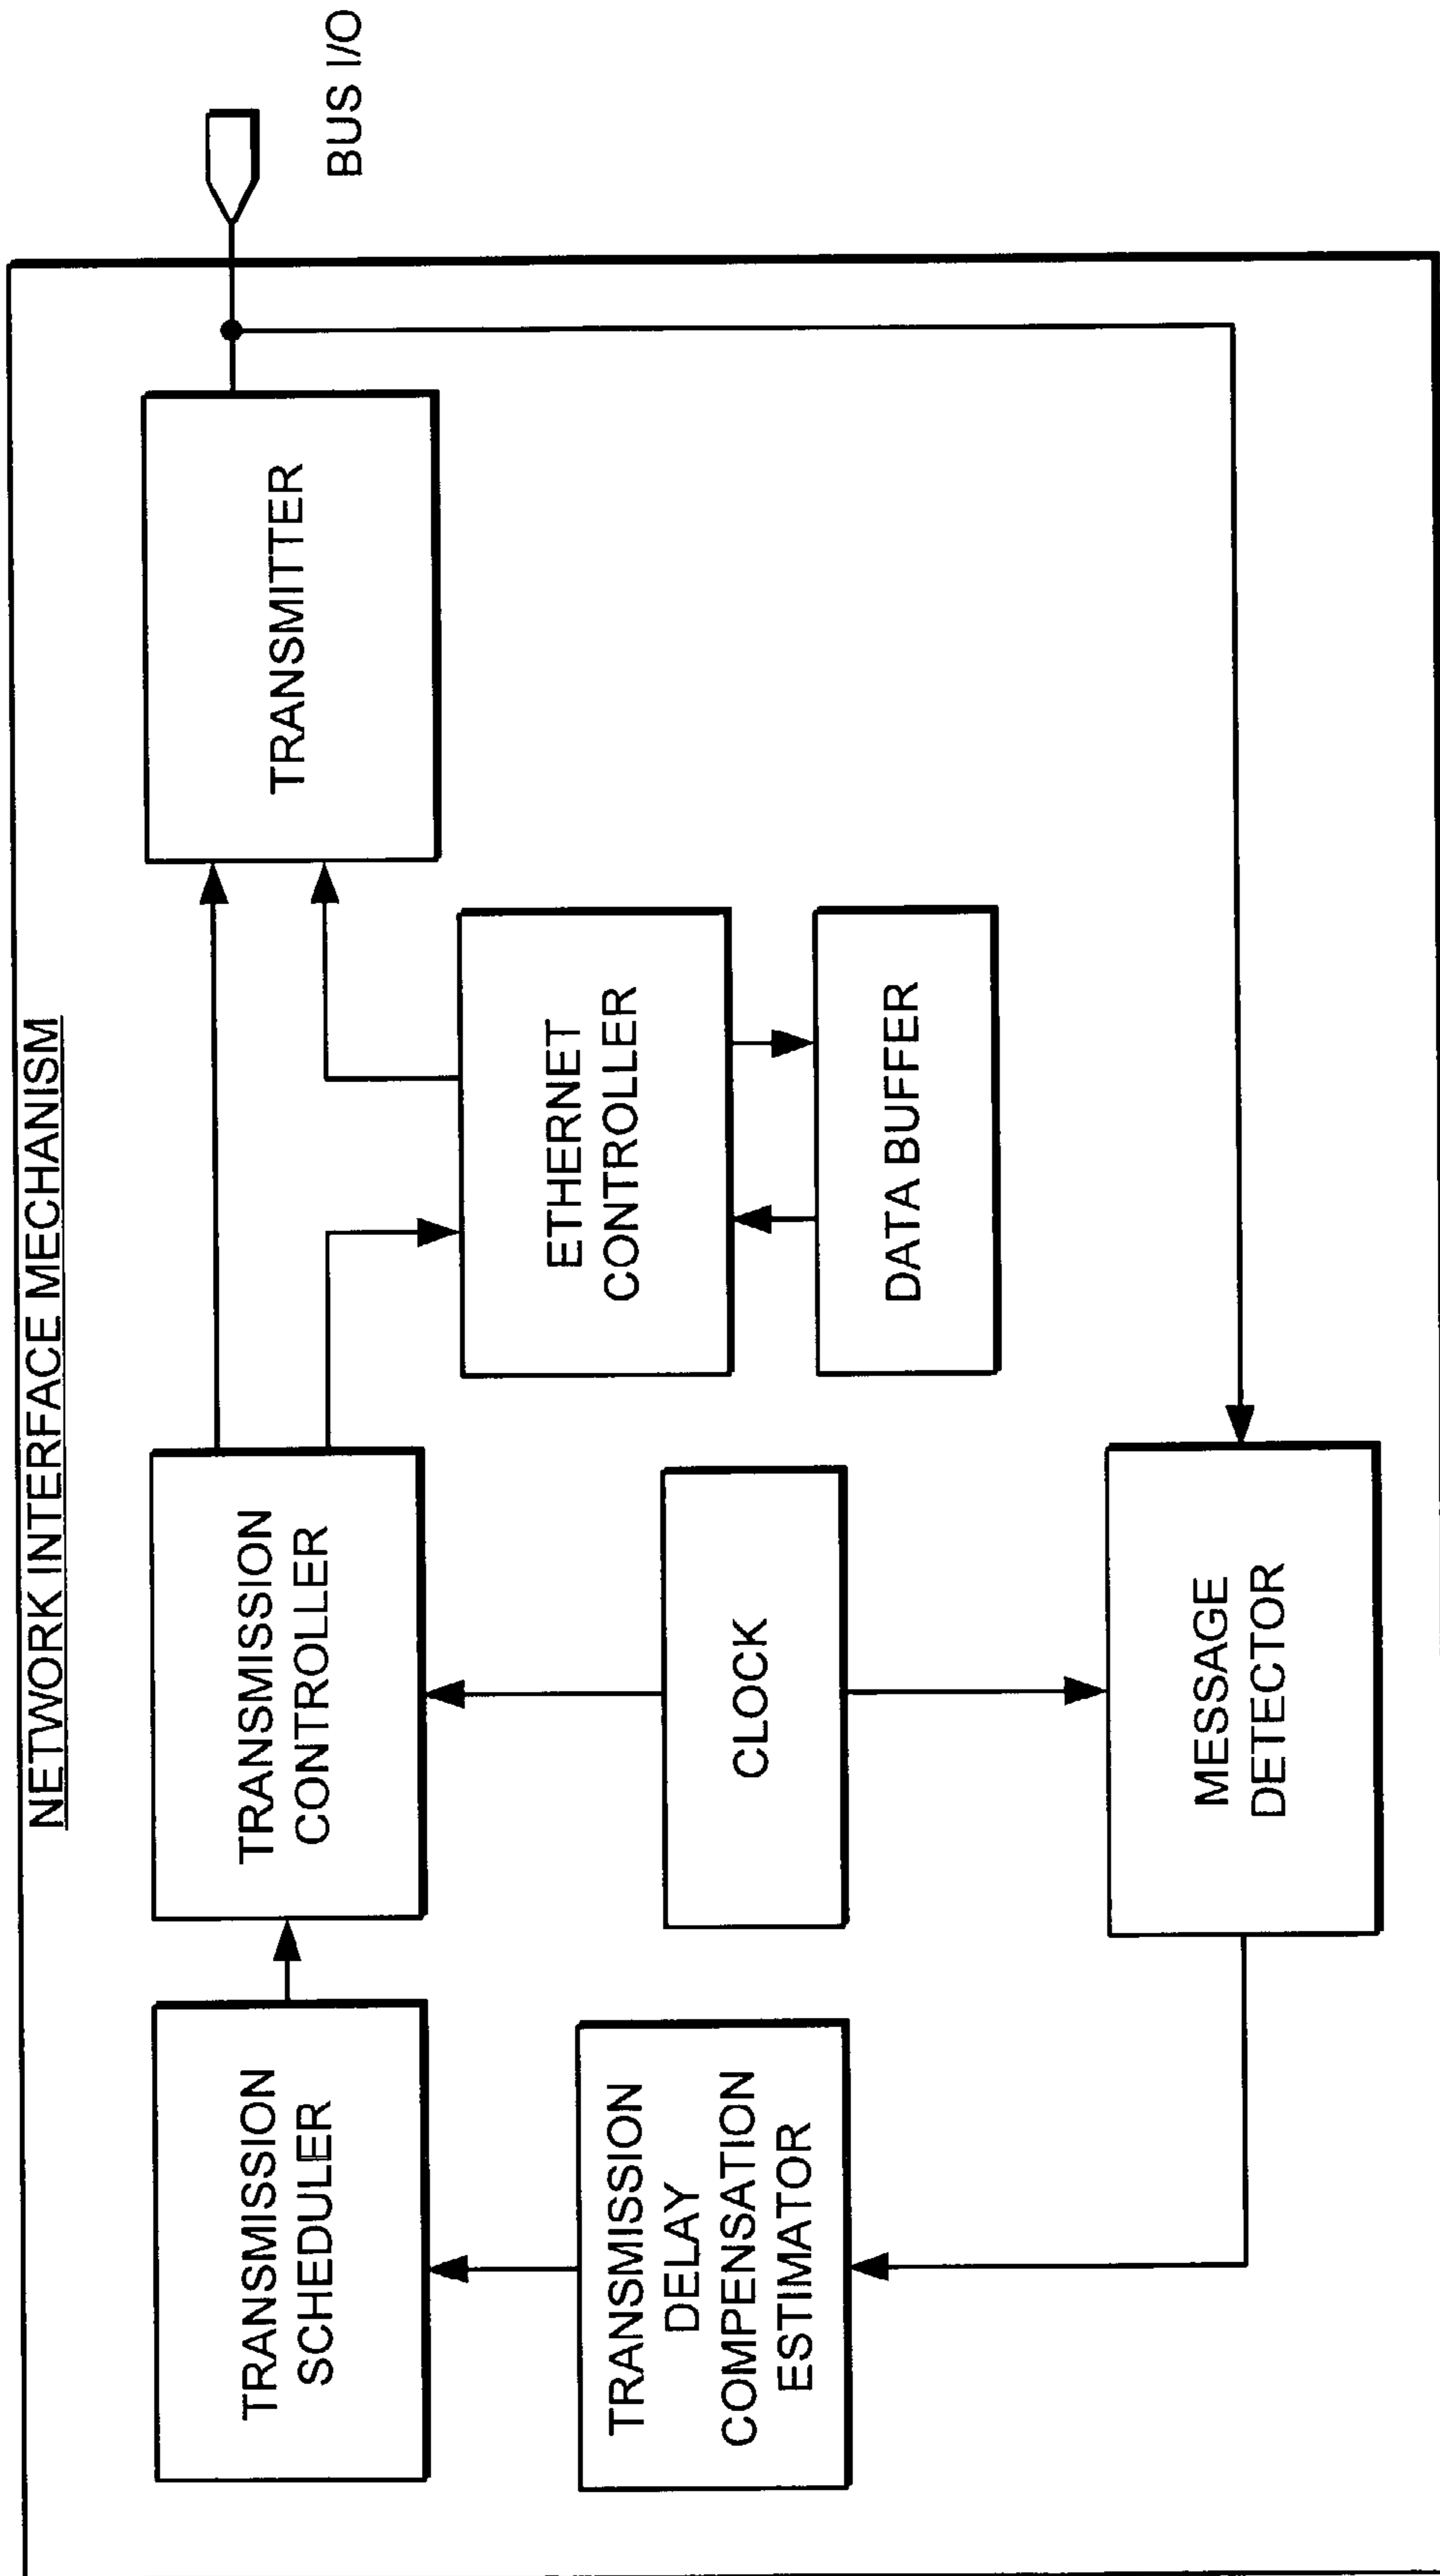 NETWORK INTERFACE MECHANISM
TRANSMISSION
SCHEDULER
TRANSMISSION
CONTROLLER
TRANSMITTER
BUS I/O
ETHERNET
CONTROLLER
TRANSMISSION
DELAY
COMPENSATION
ESTIMATOR
CLOCK
DATA BUFFER
MESSAGE
DETECTOR